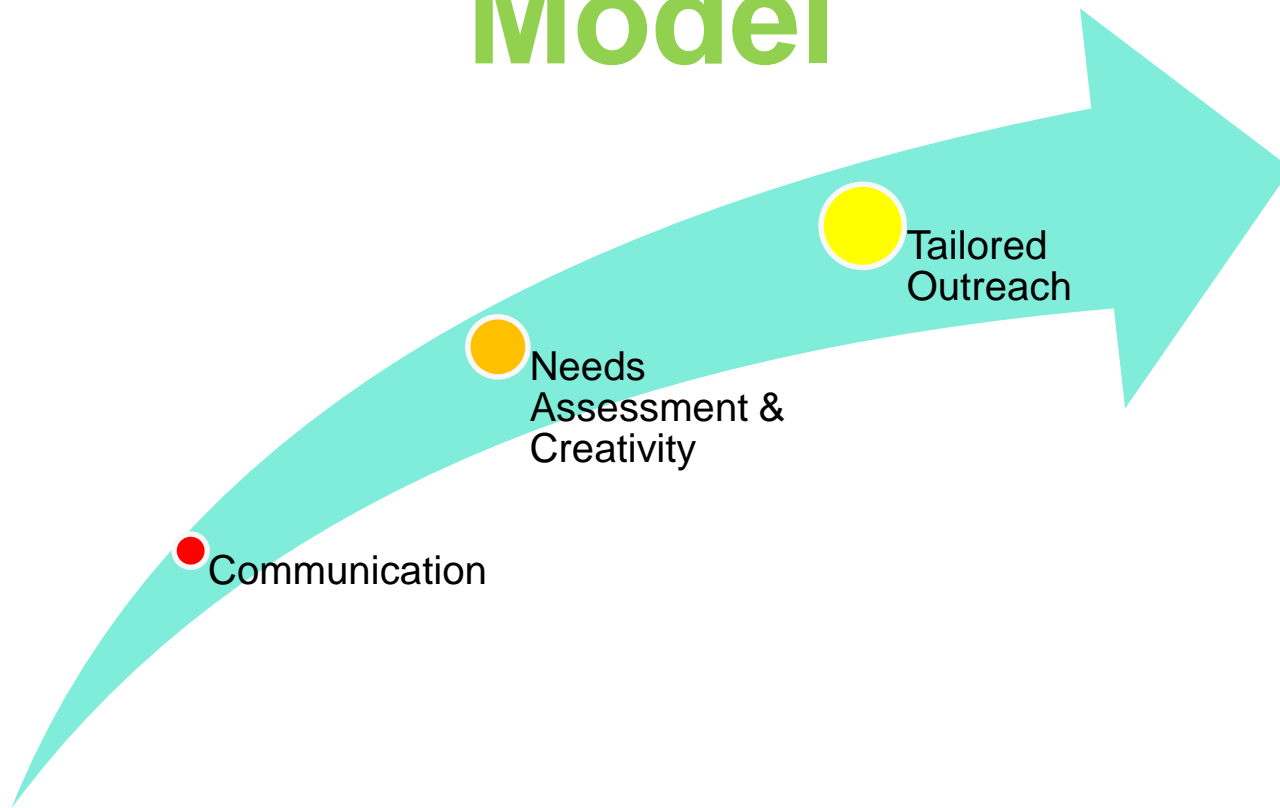 Model
Tailored
Outreach
Needs
Assessment &
Creativity
Communication